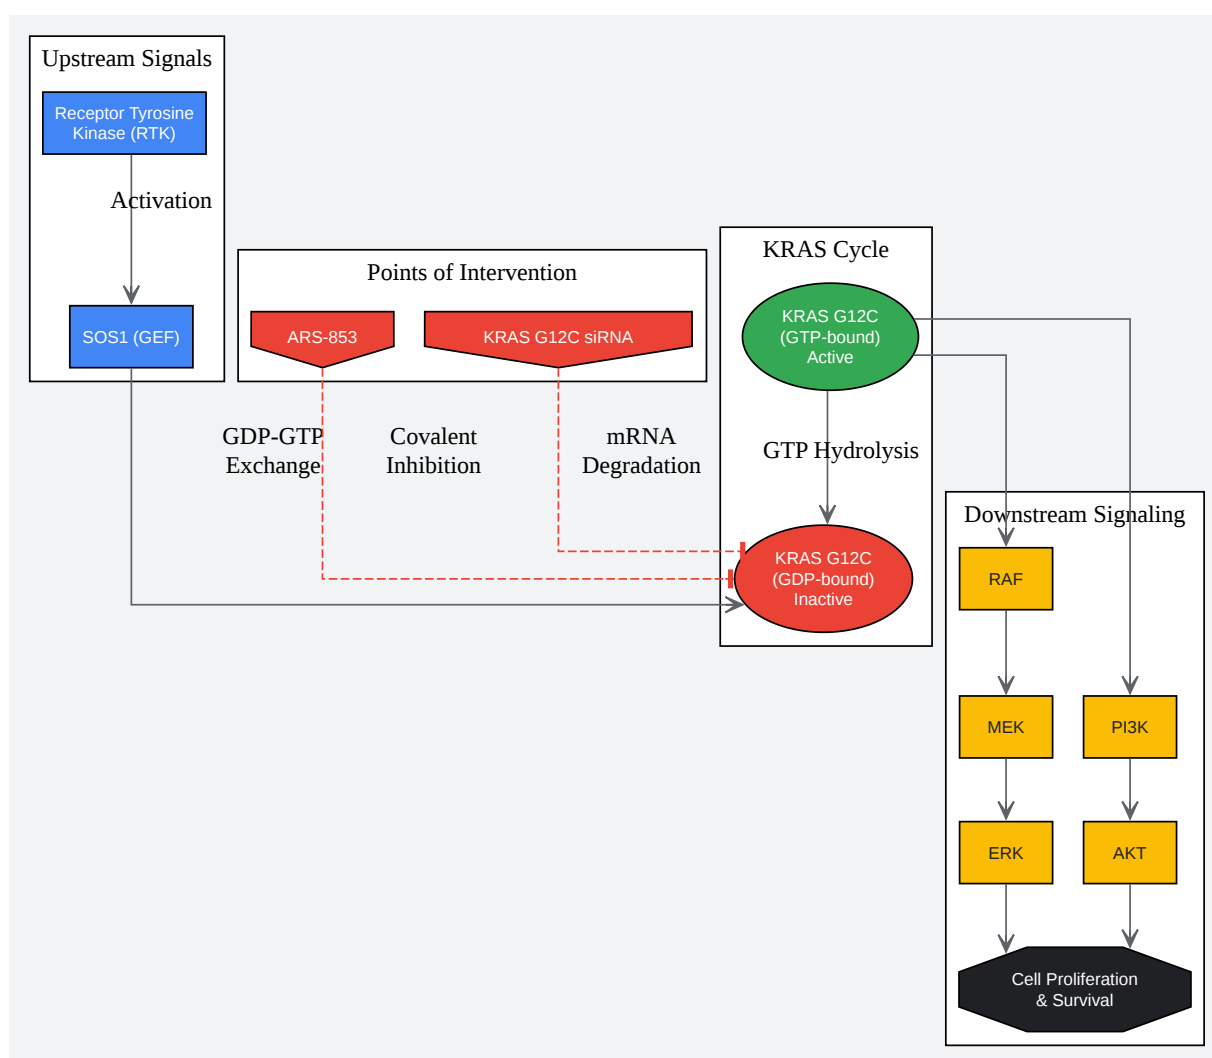 Upstream Signals
Receptor Tyrosine
Kinase (RTK)
Activation
SOS1 (GEF)
Points of Intervention
ARS-853
KRAS G12C siRNA
GDP-GTP
Exchange
Covalent
Inhibition
mRNA
Degradation
KRAS Cycle
KRAS G12C
(GTP-bound)
Active
GTP Hydrolysis
KRAS G12C
(GDP-bound)
Inactive
Downstream Signaling
RAF
MEK
PI3K
ERK
AKT
Cell Proliferation
& Survival